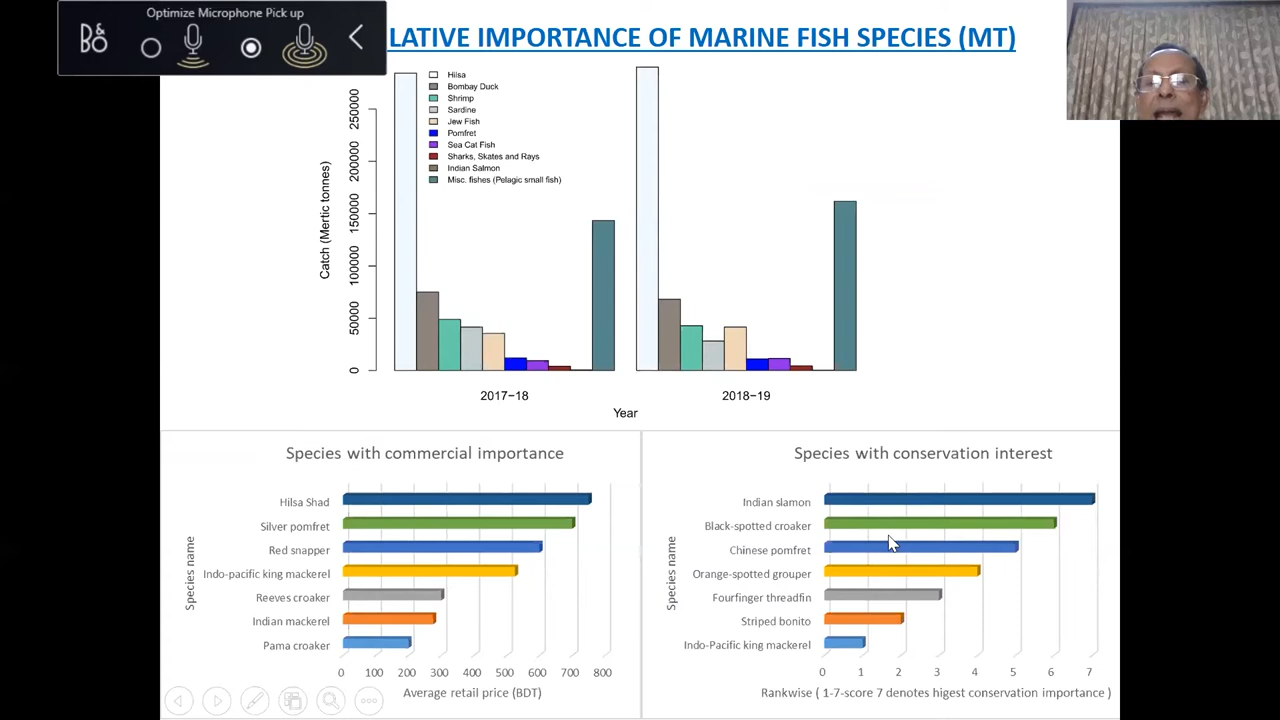 Optimize Microphone Pick up
B&O
LATIVE IMPORTANCE OF MARINE FISH SPECIES (MT)
Hilsa
Bombay Duck
Shrimp
Sardine
Jew Fish
Pomfret
Sea Cat Fish
Sharks, Skates and Rays
Indian Salmon
Misc. fishes (Pelagic small fish)
Catch (Mertic tonnes)
250000
200000
150000
100000
50000
0
2017-18
2018-19
Year
Species with commercial importance
Species name
Hilsa Shad
Silver pomfret
Red snapper
Indo-pacific king mackerel
Reeves croaker
Indian mackerel
Pama croaker
0 100 200 300 400 500 600 700 800
Average retail price (BDT)
Species with conservation interest
Species name
Indian slamon
Black-spotted croaker
Chinese pomfret
Orange-spotted grouper
Fourfinger threadfin
Striped bonito
Indo-Pacific king mackerel
0 1 2 3 4 5 6 7
Rankwise ( 1-7-score 7 denotes higest conservation importance )